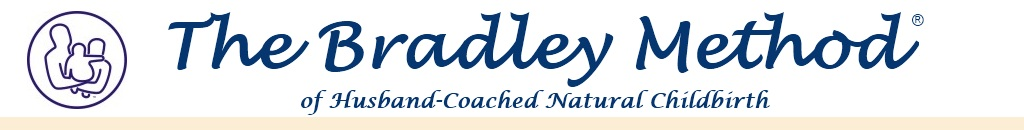 The Bradley Method®
of Husband-Coached Natural Childbirth